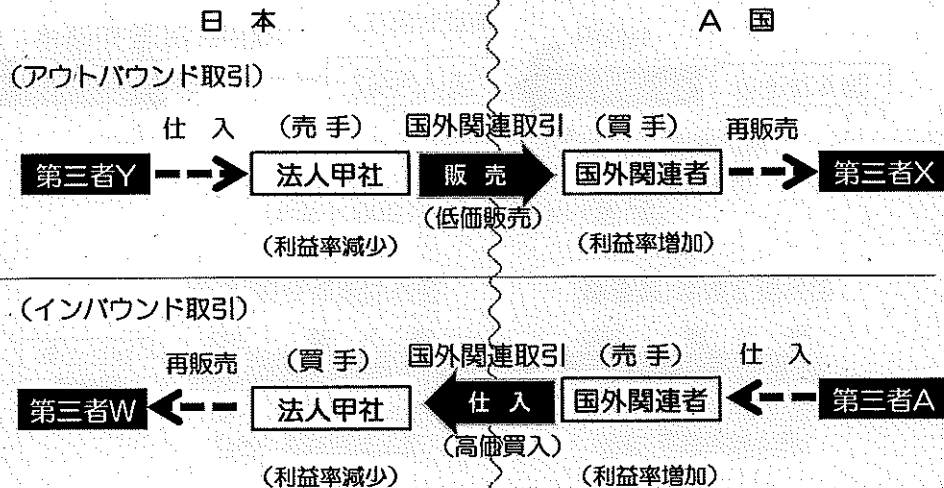 日 本 A 国
(アウトバウンド取引)
仕 入 (売 手) 国外関連取引 (買 手) 再販売
第三者Y 法人甲社 販 売 国外関連者 第三者X
(低価販売)
(利益率減少) (利益率増加)
(インバウンド取引)
再販売 (買 手) 国外関連取引 (売 手) 仕 入
第三者W 法人甲社 仕 入 国外関連者 第三者A
(高価買入)
(利益率減少) (利益率増加)